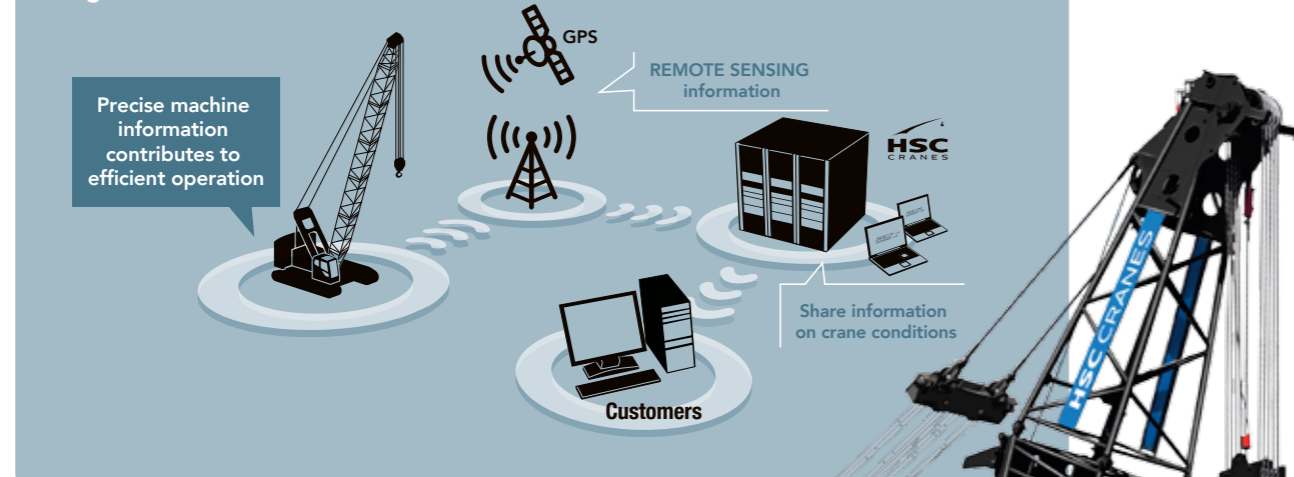 Precise machine
information
contributes to
efficient operation
GPS
REMOTE SENSING
information
HSC
CRANES
Share information
on crane conditions
Customers
HSC CRANES